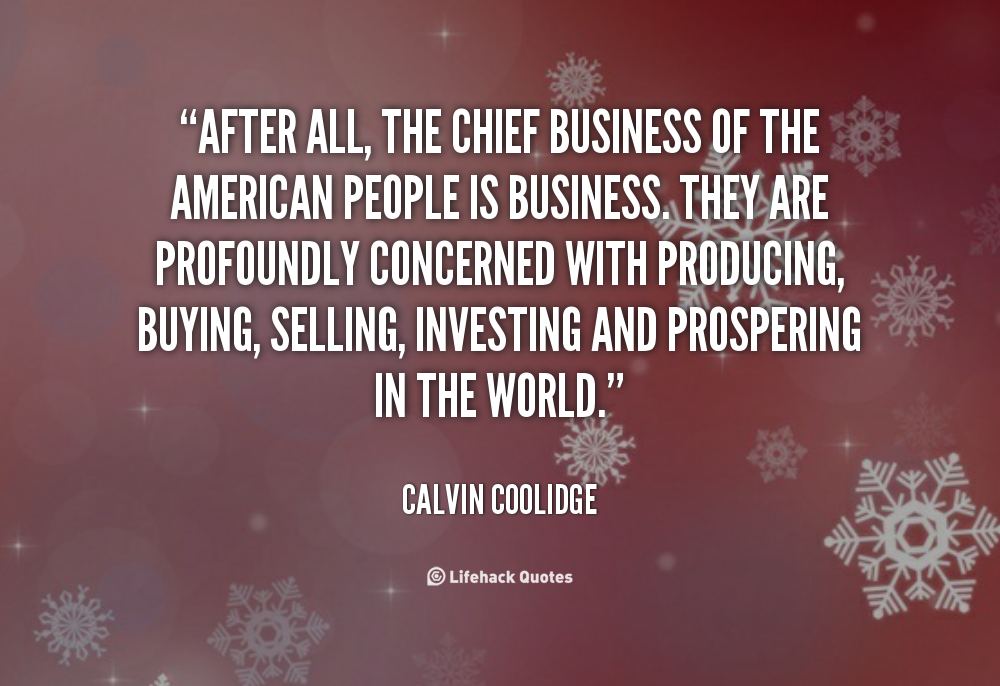 “AFTER ALL, THE CHIEF BUSINESS OF THE
AMERICAN PEOPLE IS BUSINESS. THEY ARE
PROFOUNDLY CONCERNED WITH PRODUCING,
BUYING, SELLING, INVESTING AND PROSPERING
IN THE WORLD.”
CALVIN COOLIDGE
Lifehack Quotes